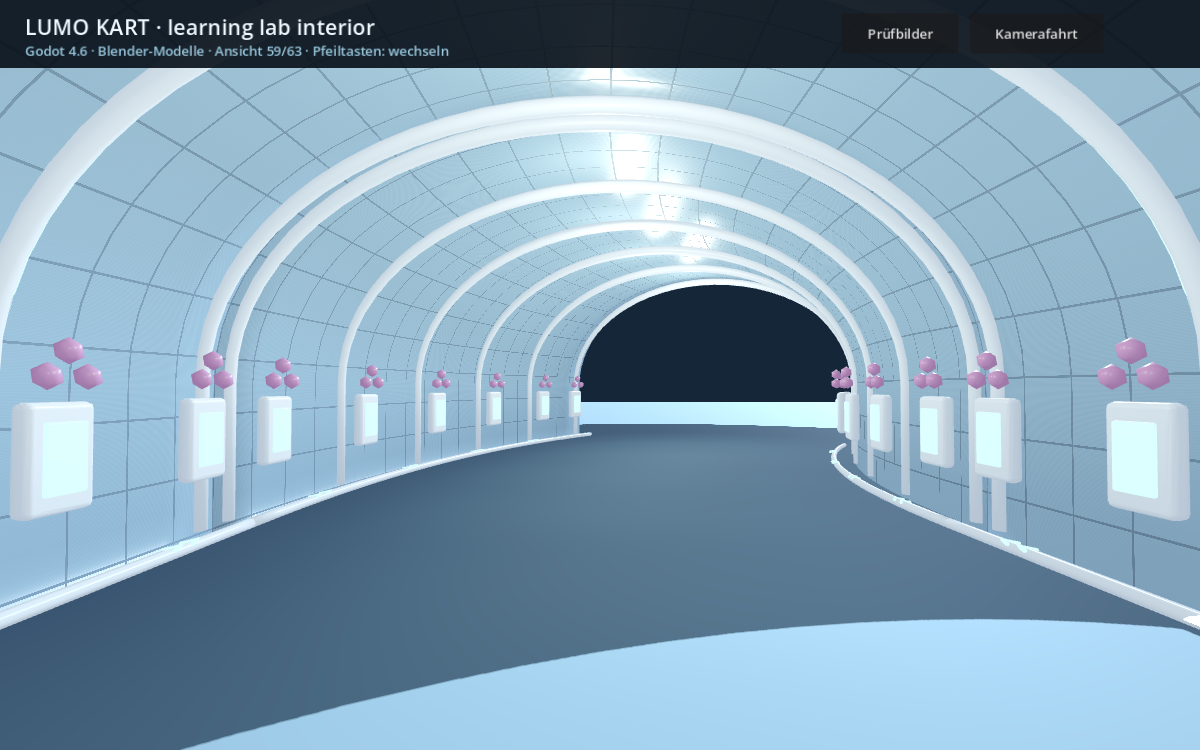 LUMO KART · learning lab interior
Godot 4.6 · Blender-Modelle · Ansicht 59/63 · Pfeiltasten: wechseln
Prüfbilder
Kamerafahrt